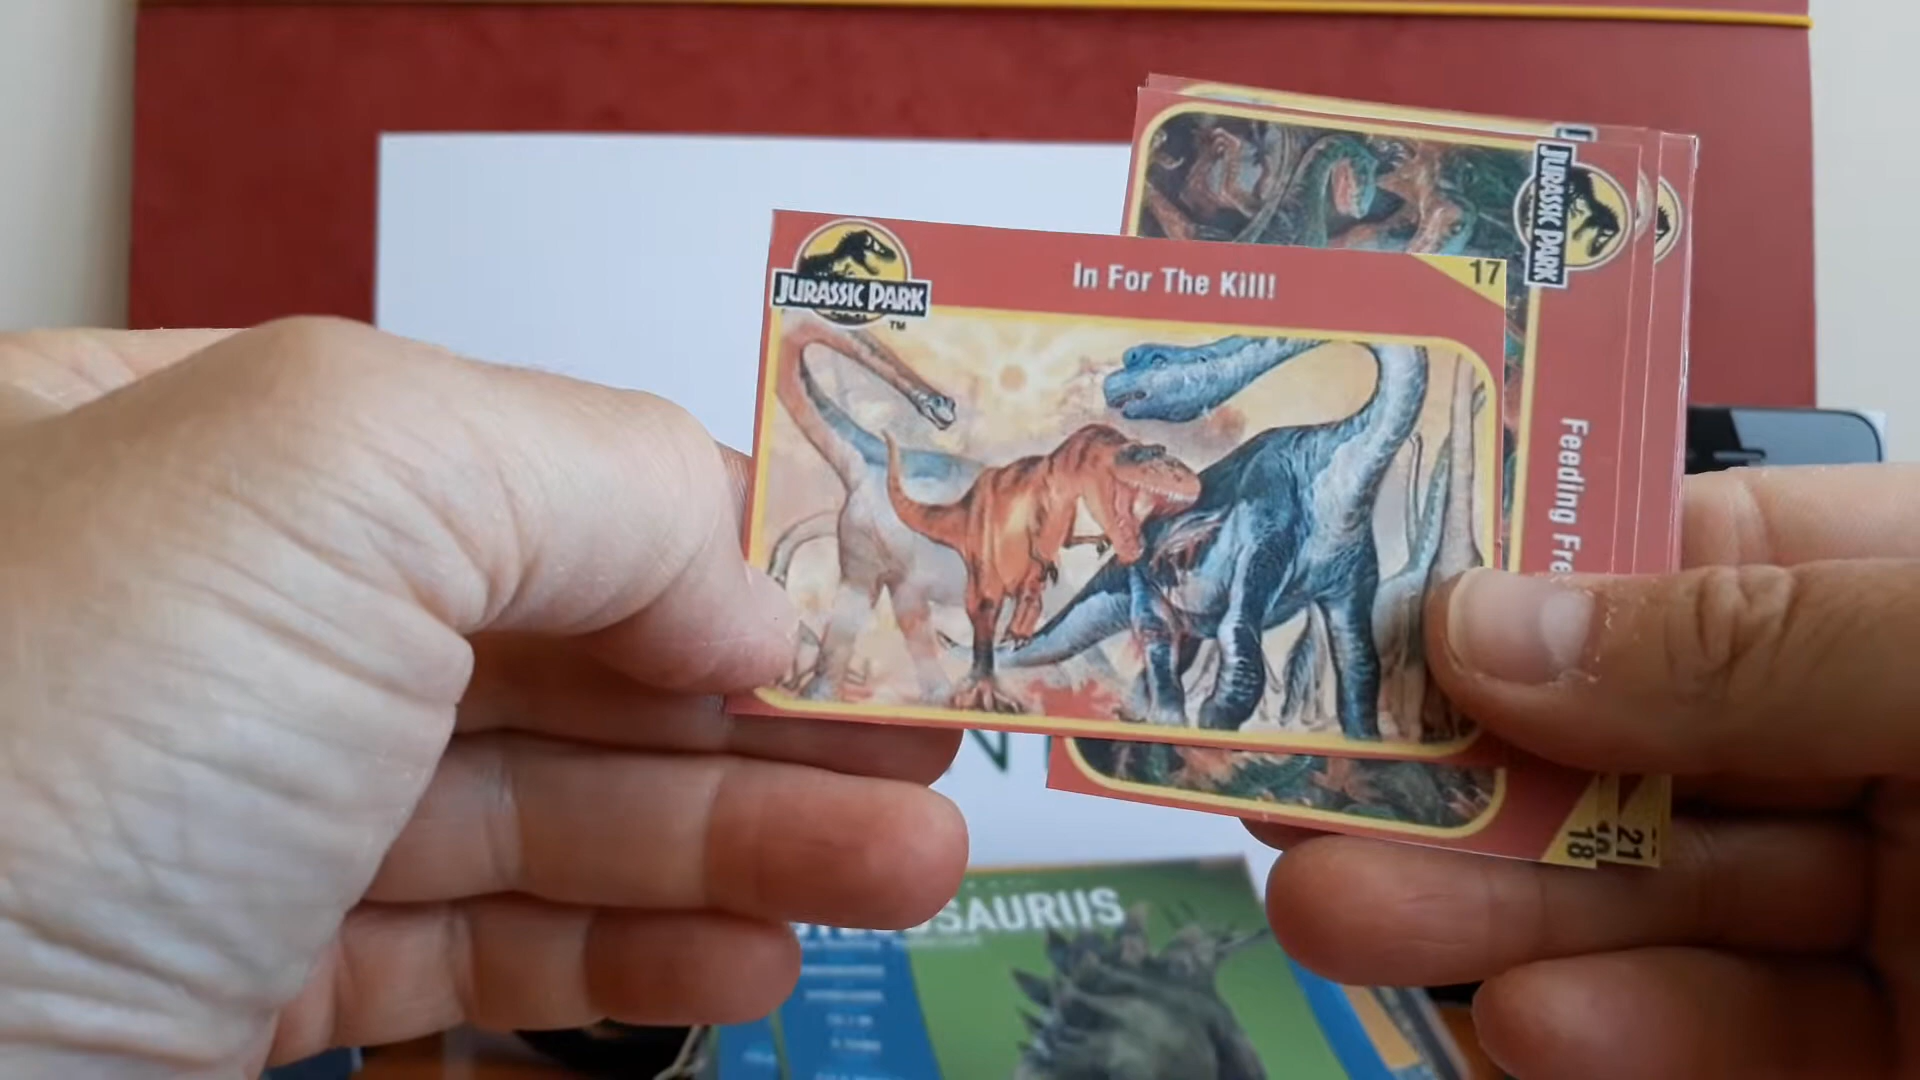 JURASSIC PARK
TM
In For The Kill!
17
JURASSIC PARK
Feeding Fre
18
21
SAURUS